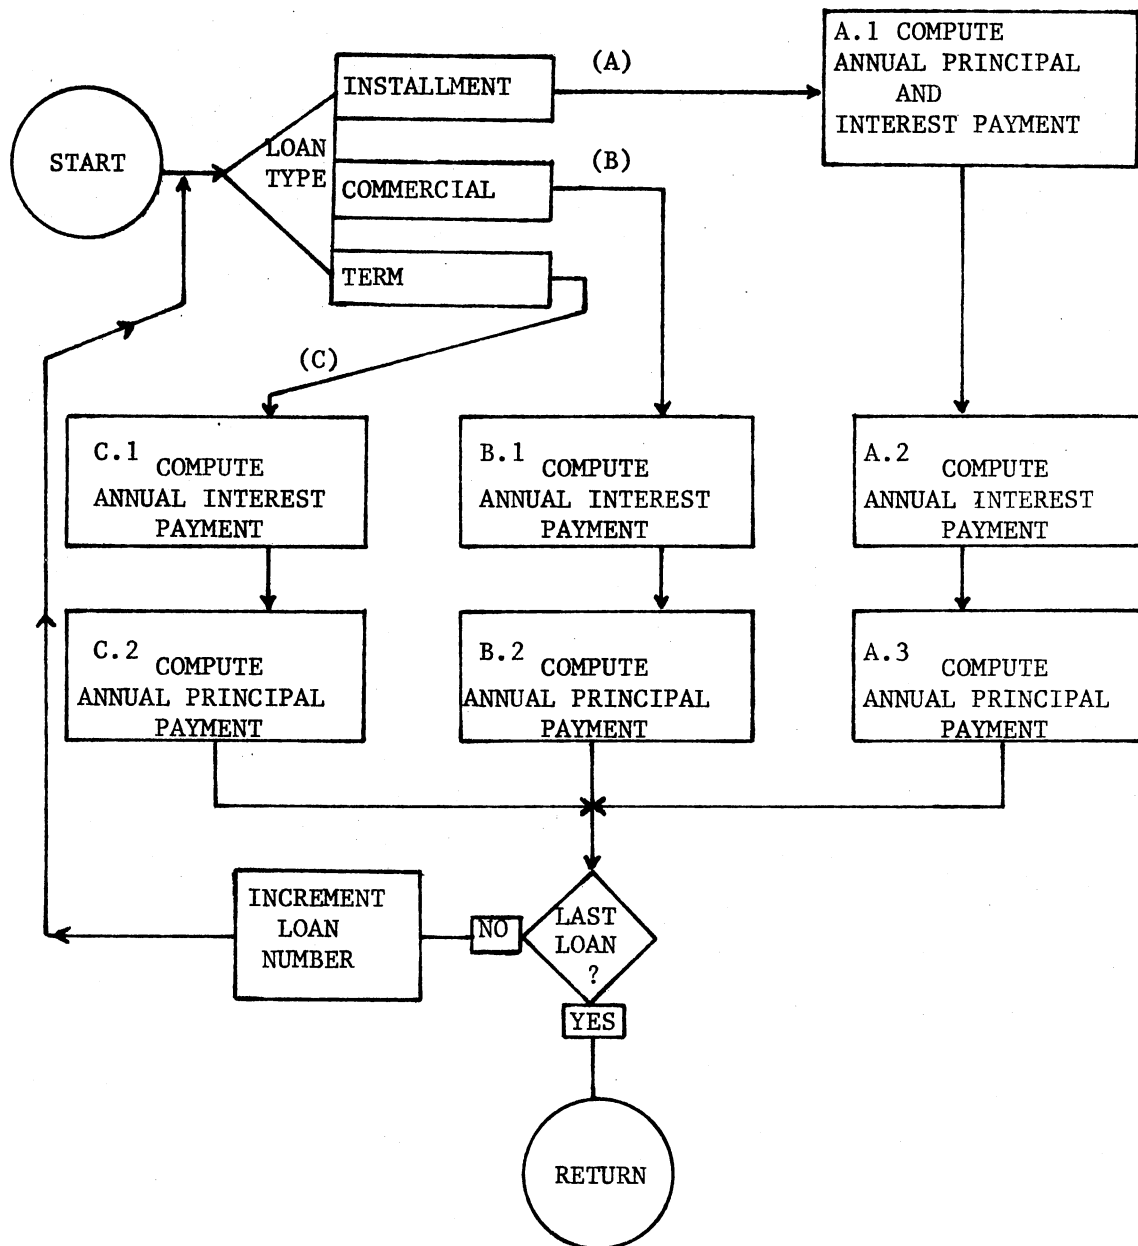 START
LOAN
TYPE
INSTALLMENT
COMMERCIAL
TERM
(A)
(B)
(C)
A.1 COMPUTE
ANNUAL PRINCIPAL
AND
INTEREST PAYMENT
C.1
COMPUTE
ANNUAL INTEREST
PAYMENT
B.1
COMPUTE
ANNUAL INTEREST
PAYMENT
A.2
COMPUTE
ANNUAL INTEREST
PAYMENT
C.2
COMPUTE
ANNUAL PRINCIPAL
PAYMENT
B.2
COMPUTE
ANNUAL PRINCIPAL
PAYMENT
A.3
COMPUTE
ANNUAL PRINCIPAL
PAYMENT
INCREMENT
LOAN
NUMBER
NO
LAST
LOAN
?
YES
RETURN